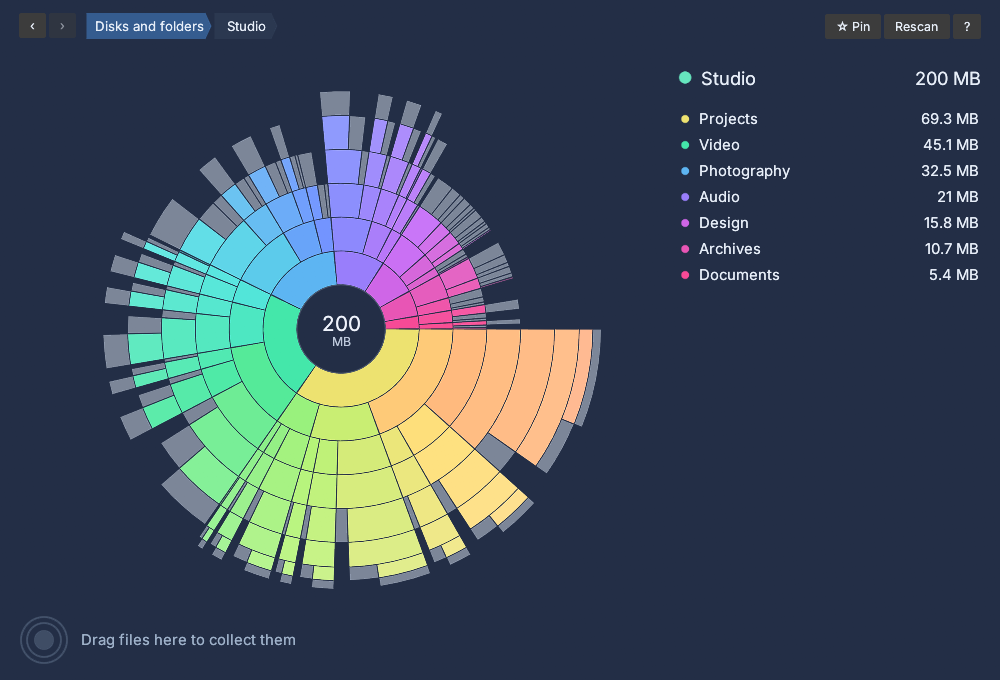 ‹ › Disks and folders Studio ☆ Pin Rescan ?
Studio 200 MB
Projects 69.3 MB
Video 45.1 MB
Photography 32.5 MB
Audio 21 MB
Design 15.8 MB
Archives 10.7 MB
Documents 5.4 MB
200
MB
Drag files here to collect them